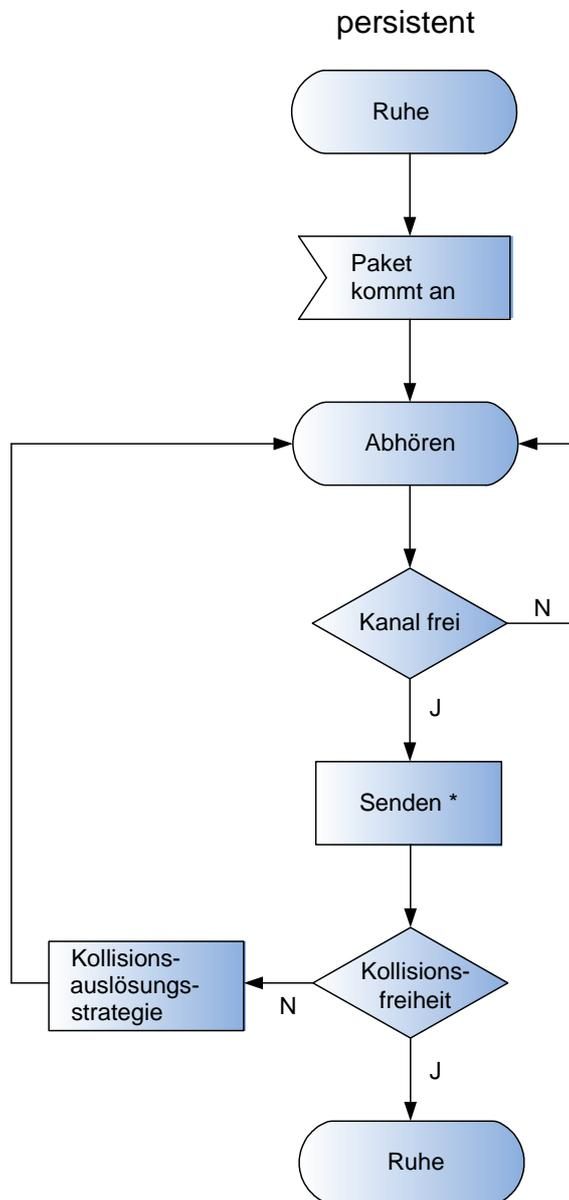 persistent
Ruhe
Paket
kommt an
Abhören
Kanal frei
N
J
Senden *
Kollisions-
freiheit
N
Kollisions-
auslösungs-
strategie
J
Ruhe